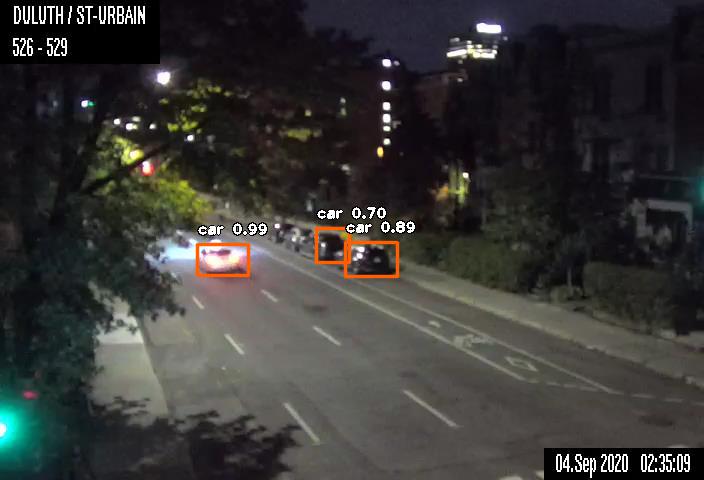 DULUTH / ST-URBAIN
526 - 529
car 0.70
car 0.99
car 0.89
04.Sep 2020 02:35:09